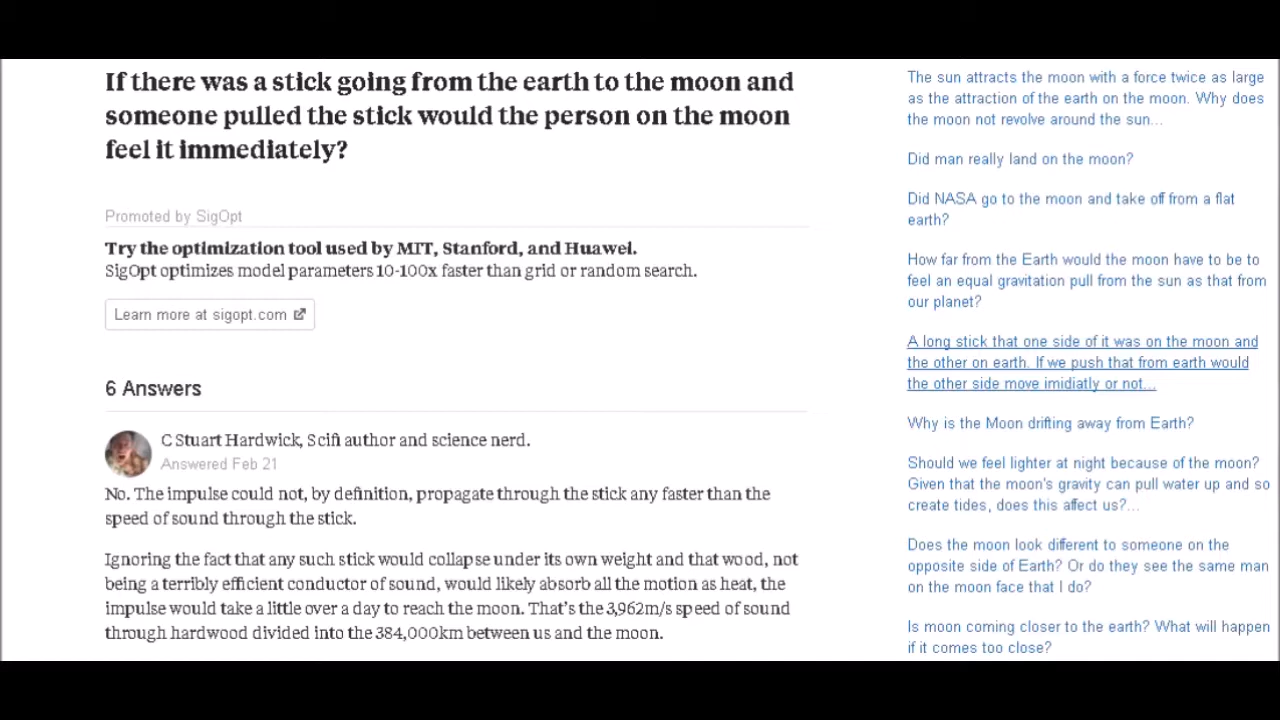 If there was a stick going from the earth to the moon and
someone pulled the stick would the person on the moon
feel it immediately?
Promoted by SigOpt
Try the optimization tool used by MIT, Stanford, and Huawei.
SigOpt optimizes model parameters 10-100x faster than grid or random search.
Learn more at sigopt.com
6 Answers
C Stuart Hardwick, Scifi author and science nerd.
Answered Feb 21
No. The impulse could not, by definition, propagate through the stick any faster than the
speed of sound through the stick.
Ignoring the fact that any such stick would collapse under its own weight and that wood, not
being a terribly efficient conductor of sound, would likely absorb all the motion as heat, the
impulse would take a little over a day to reach the moon. That's the 3,962m/s speed of sound
through hardwood divided into the 384,000km between us and the moon.
The sun attracts the moon with a force twice as large
as the attraction of the earth on the moon. Why does
the moon not revolve around the sun...
Did man really land on the moon?
Did NASA go to the moon and take off from a flat
earth?
How far from the Earth would the moon have to be to
feel an equal gravitation pull from the sun as that from
our planet?
A long stick that one side of it was on the moon and
the other on earth. If we push that from earth would
the other side move imidiatly or not...
Why is the Moon drifting away from Earth?
Should we feel lighter at night because of the moon?
Given that the moon's gravity can pull water up and so
create tides, does this affect us?...
Does the moon look different to someone on the
opposite side of Earth? Or do they see the same man
on the moon face that I do?
Is moon coming closer to the earth? What will happen
if it comes too close?